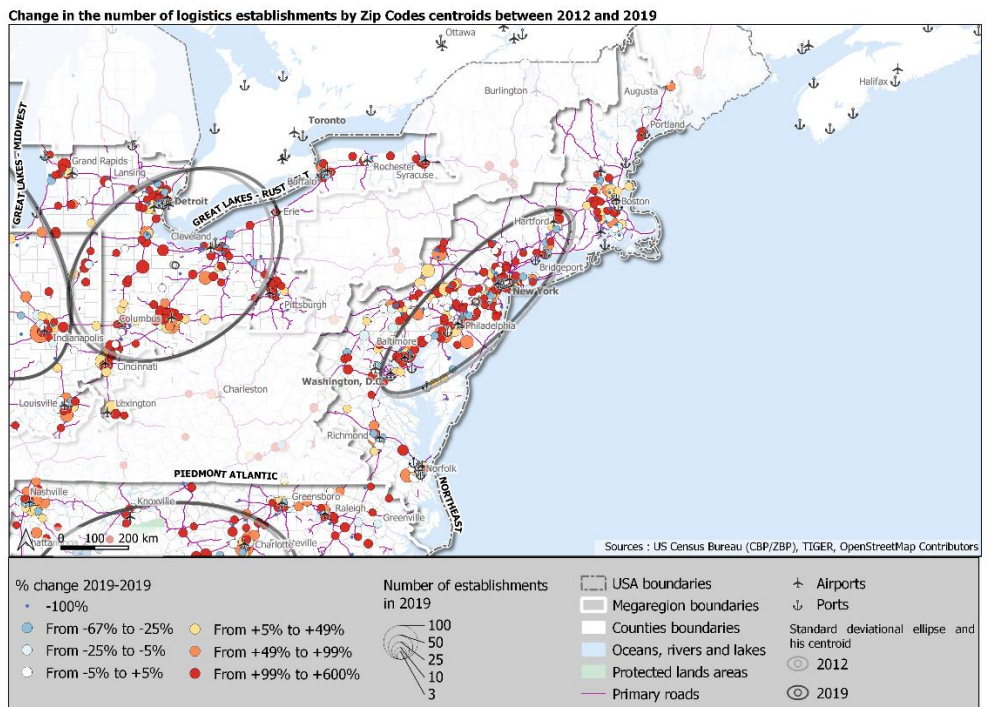 Change in the number of logistics establishments by Zip Codes centroids between 2012 and 2019
Ottawa
Halifax
Burlington
Augusta
Portland
Toronto
GREAT LAKES - MIDWEST
Grand Rapids
Lansing
Rochester
Syracuse
Buffalo
Detroit
GREAT LAKES - RUST
Boston
Erie
Hartford
Cleveland
Bridgeport
New York
Pittsburgh
Columbus
Philadelphia
Indianapolis
Baltimore
Cincinnati
Washington, D.C.
Charleston
Louisville
Lexington
Richmond
Norfolk
PIEDMONT ATLANTIC
NORTHEAST
Nashville
Knoxville
Greensboro
Raleigh
Greenville
Charlotte
0 100 200 km
Sources : US Census Bureau (CBP/ZBP), TIGER, OpenStreetMap Contributors
% change 2019-2019
-100%
From -67% to -25%
From -25% to -5%
From -5% to +5%
From +5% to +49%
From +49% to +99%
From +99% to +600%
Number of establishments
in 2019
100
50
25
10
3
USA boundaries
Megaregion boundaries
Counties boundaries
Oceans, rivers and lakes
Protected lands areas
Primary roads
Airports
Ports
Standard deviational ellipse and
his centroid
2012
2019